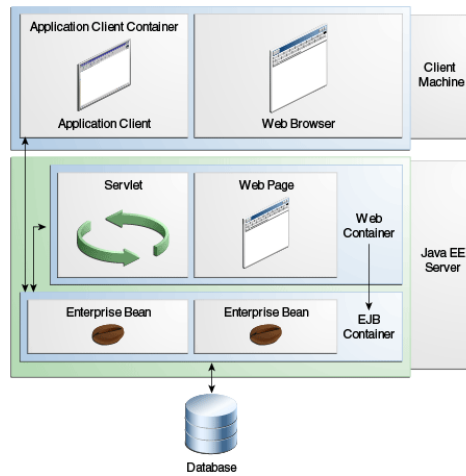 Application Client Container
Application Client
Web Browser
Client
Machine
Servlet
Web Page
Web
Container
Java EE
Server
Enterprise Bean
Enterprise Bean
EJB
Container
Database